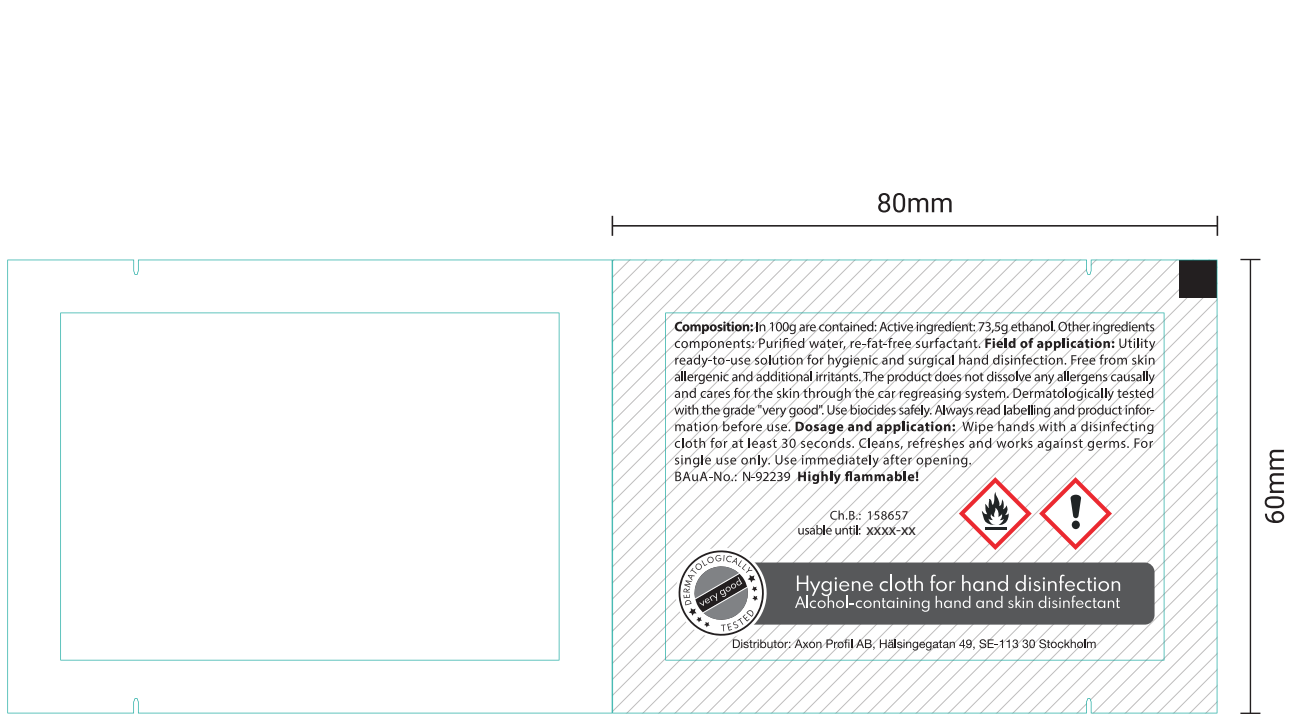 80mm
60mm
Composition: In 100g are contained: Active ingredient: 73,5g ethanol. Other ingredients
components: Purified water, re-fat-free surfactant. Field of application: Utility
ready-to-use solution for hygienic and surgical hand disinfection. Free from skin
allergenic and additional irritants. The product does not dissolve any allergens causally
and cares for the skin through the car regreasing system. Dermatologically tested
with the grade "very good". Use biocides safely. Always read labelling and product infor-
mation before use. Dosage and application: Wipe hands with a disinfecting
cloth for at least 30 seconds. Cleans, refreshes and works against germs. For
single use only. Use immediately after opening.
BAuA-No.: N-92239 Highly flammable!
Ch.B.: 158657
usable until: xxxx-xx
DERMATOLOGICALLY
very good
TESTED
Hygiene cloth for hand disinfection
Alcohol-containing hand and skin disinfectant
Distributor: Axon Profil AB, Hälsingegatan 49, SE-113 30 Stockholm